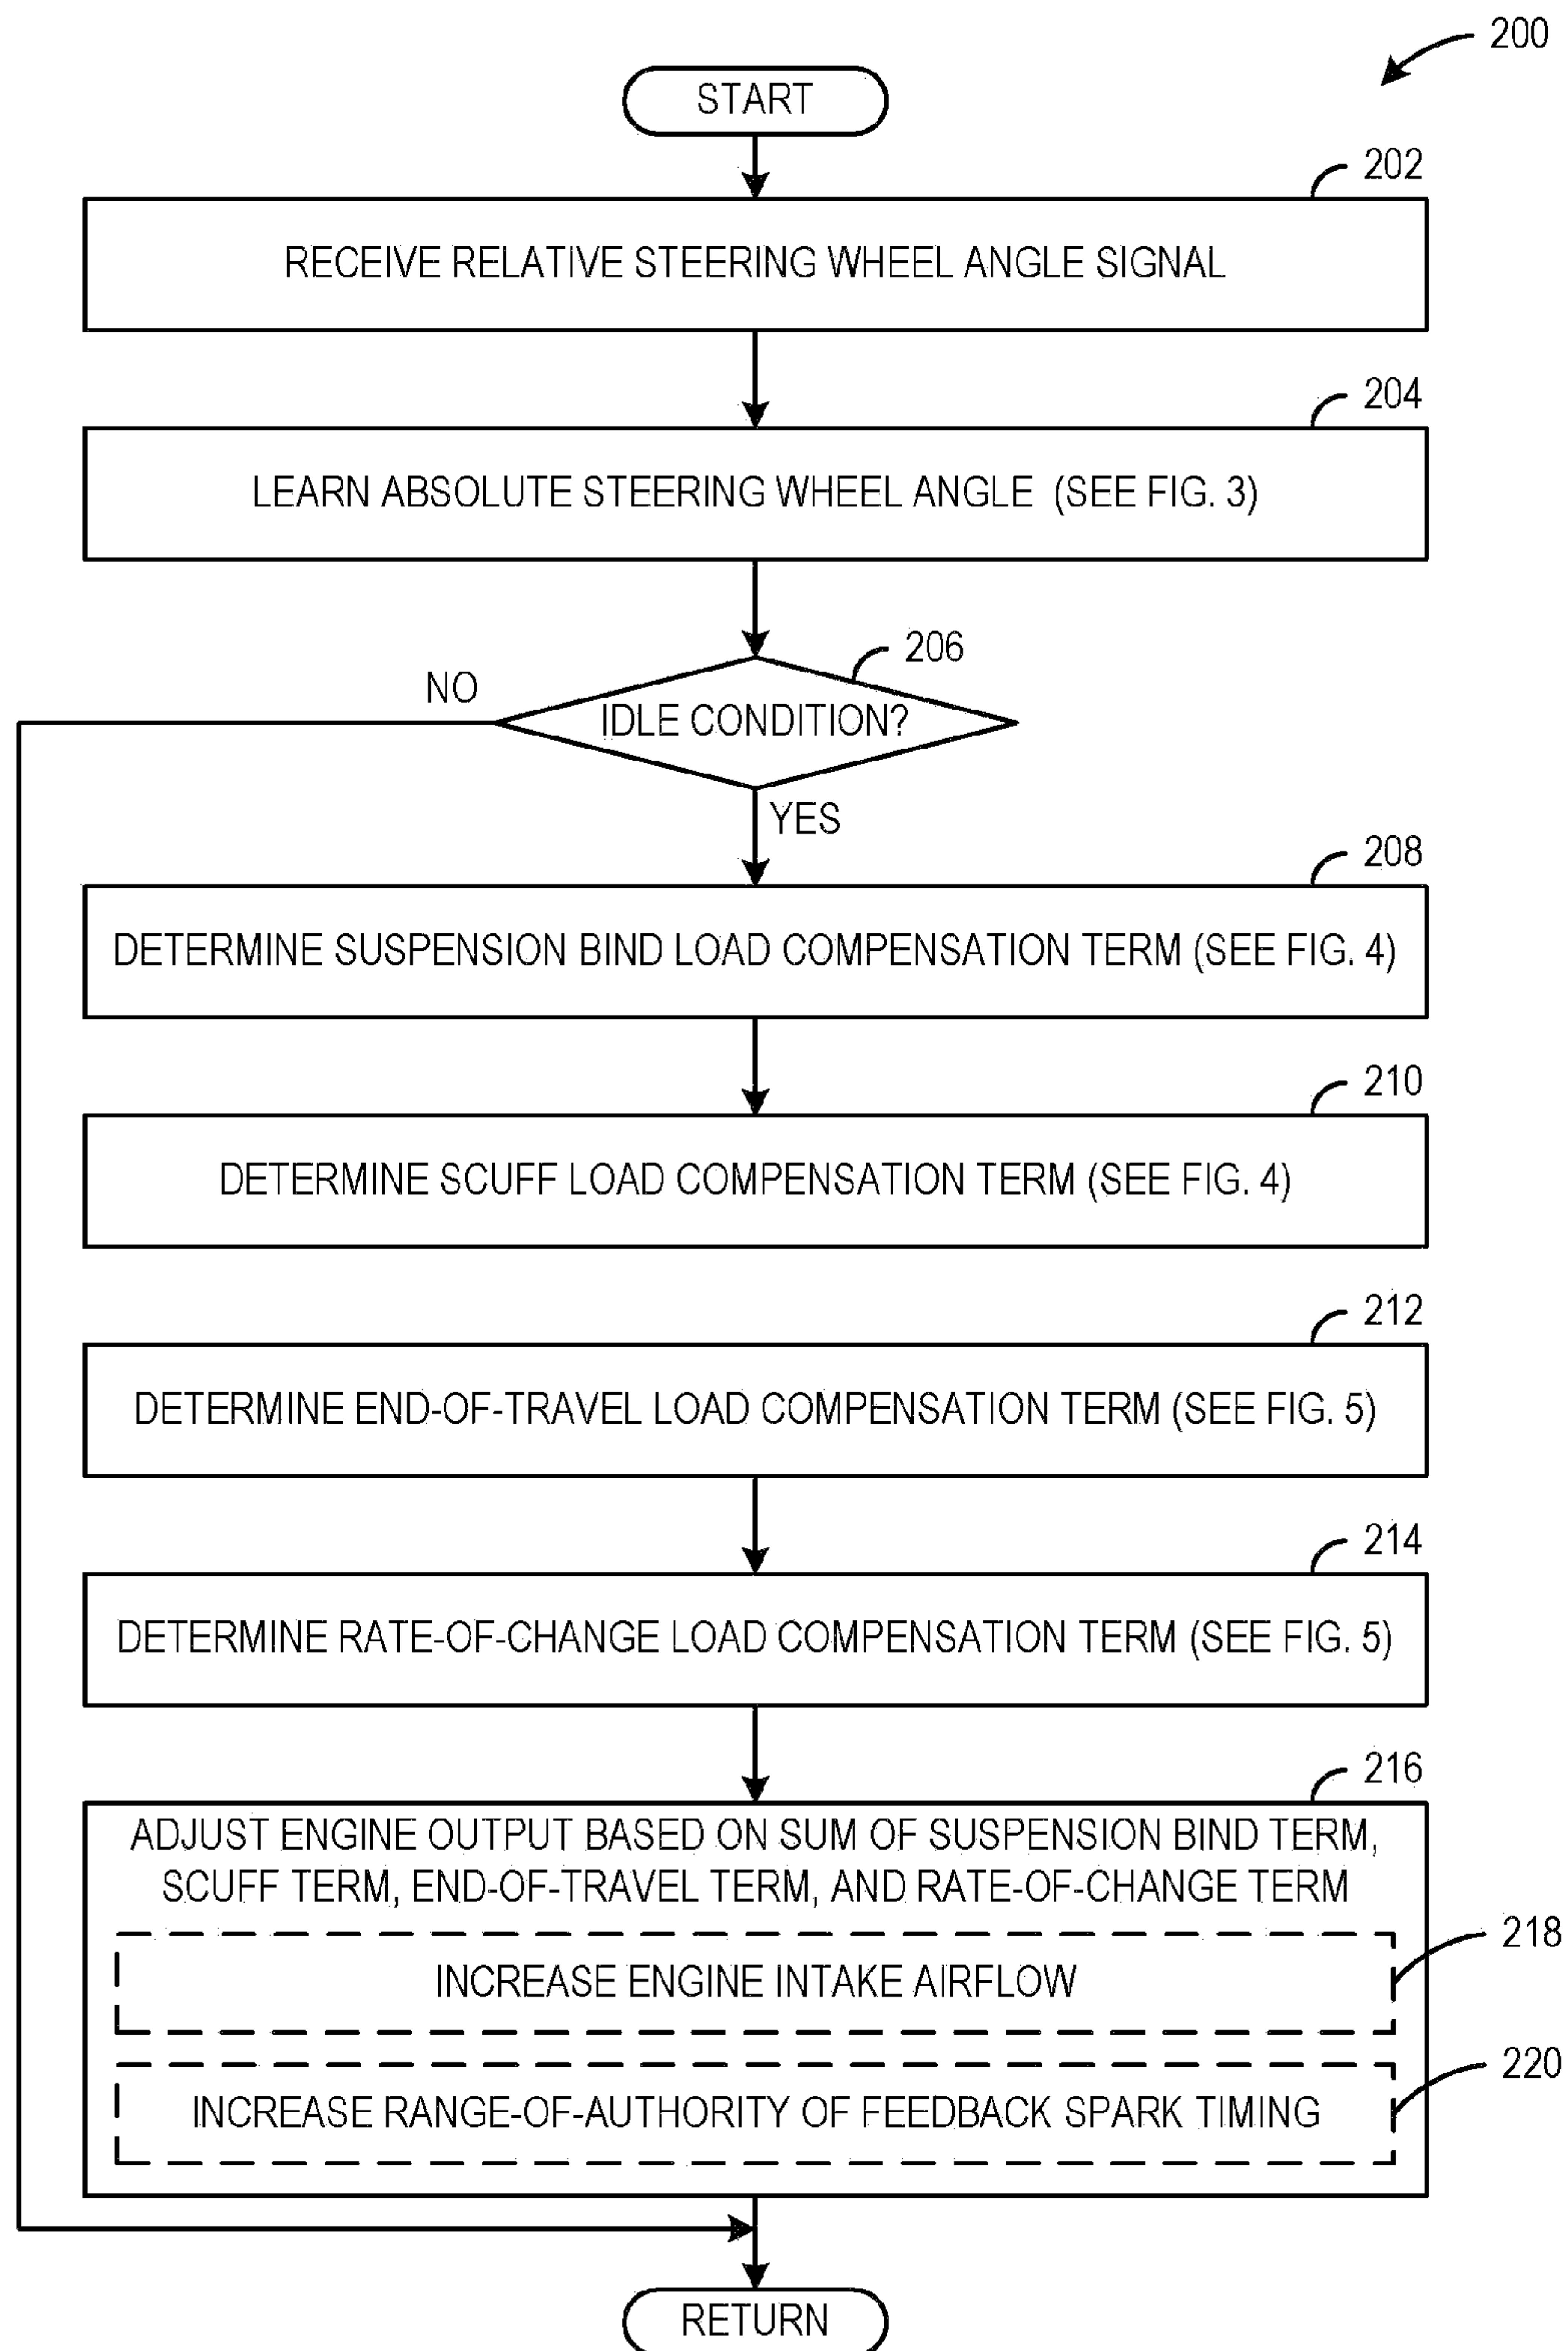 200
START
202
RECEIVE RELATIVE STEERING WHEEL ANGLE SIGNAL
204
LEARN ABSOLUTE STEERING WHEEL ANGLE (SEE FIG. 3)
206
NO
IDLE CONDITION?
YES
208
DETERMINE SUSPENSION BIND LOAD COMPENSATION TERM (SEE FIG. 4)
210
DETERMINE SCUFF LOAD COMPENSATION TERM (SEE FIG. 4)
212
DETERMINE END-OF-TRAVEL LOAD COMPENSATION TERM (SEE FIG. 5)
214
DETERMINE RATE-OF-CHANGE LOAD COMPENSATION TERM (SEE FIG. 5)
216
ADJUST ENGINE OUTPUT BASED ON SUM OF SUSPENSION BIND TERM,
SCUFF TERM, END-OF-TRAVEL TERM, AND RATE-OF-CHANGE TERM
218
INCREASE ENGINE INTAKE AIRFLOW
220
INCREASE RANGE-OF-AUTHORITY OF FEEDBACK SPARK TIMING
RETURN